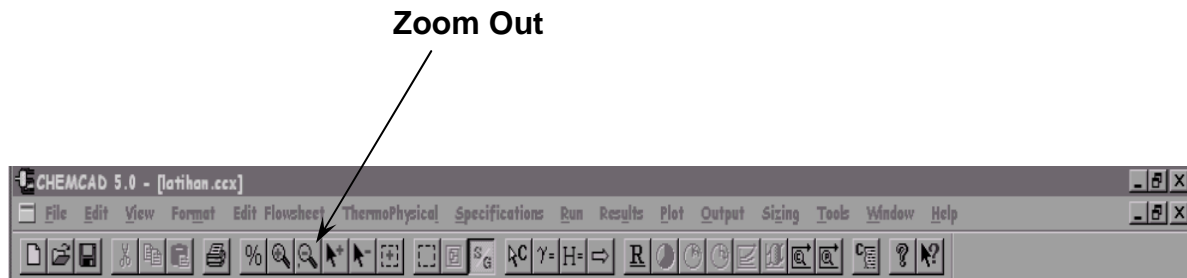 Zoom Out
CHEMCAD 5.0 - [latihan.ccx]
File Edit View Format Edit Flowsheet ThermoPhysical Specifications Run Results Plot Output Sizing Tools Window Help
% S G C γ= H= R C ? ?